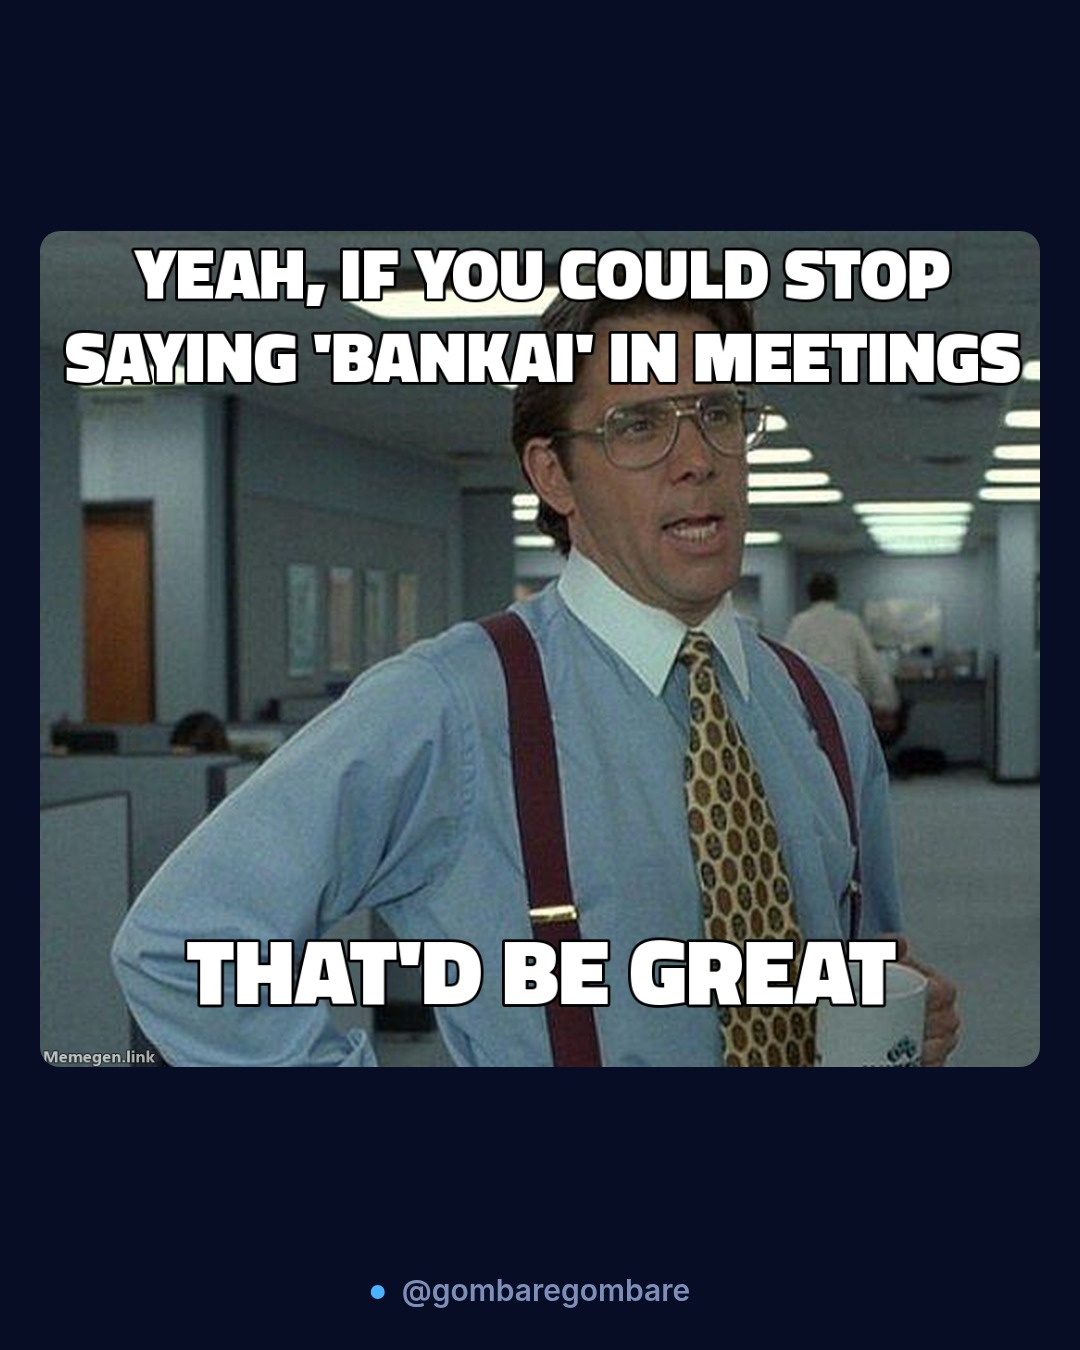 YEAH, IF YOU COULD STOP
SAYING 'BANKAI' IN MEETINGS
THAT'D BE GREAT
Memegen.link
@gombaregombare